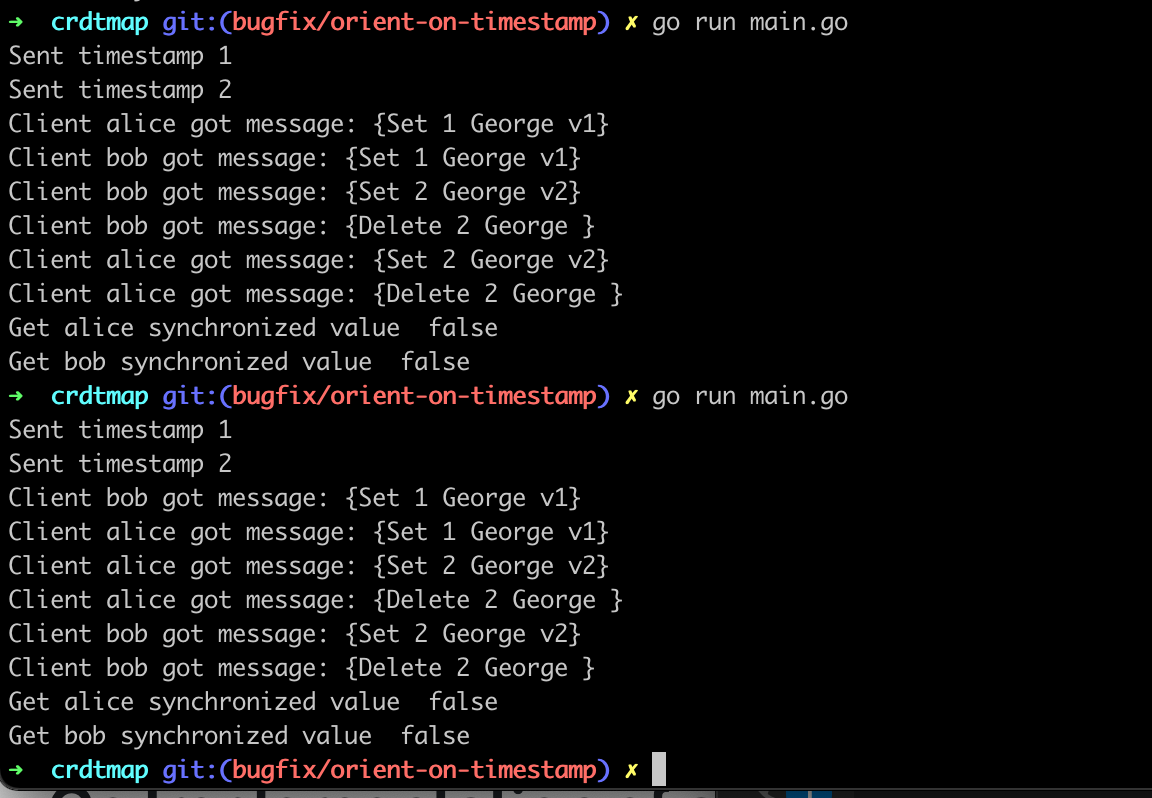 ➜ crdtmap git:(bugfix/orient-on-timestamp) ✗ go run main.go
Sent timestamp 1
Sent timestamp 2
Client alice got message: {Set 1 George v1}
Client bob got message: {Set 1 George v1}
Client bob got message: {Set 2 George v2}
Client bob got message: {Delete 2 George }
Client alice got message: {Set 2 George v2}
Client alice got message: {Delete 2 George }
Get alice synchronized value  false
Get bob synchronized value  false
➜ crdtmap git:(bugfix/orient-on-timestamp) ✗ go run main.go
Sent timestamp 1
Sent timestamp 2
Client bob got message: {Set 1 George v1}
Client alice got message: {Set 1 George v1}
Client alice got message: {Set 2 George v2}
Client alice got message: {Delete 2 George }
Client bob got message: {Set 2 George v2}
Client bob got message: {Delete 2 George }
Get alice synchronized value  false
Get bob synchronized value  false
➜ crdtmap git:(bugfix/orient-on-timestamp) ✗